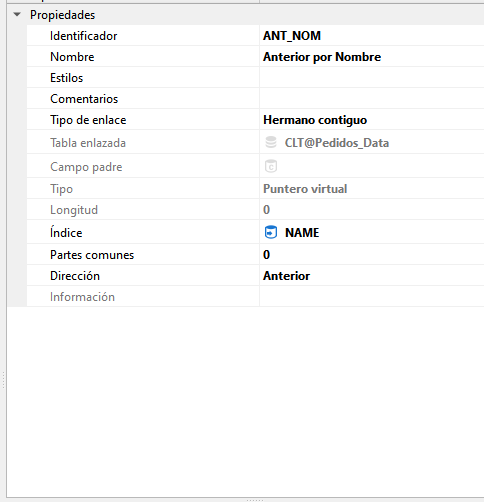 Propiedades
Identificador ANT_NOM
Nombre Anterior por Nombre
Estilos
Comentarios
Tipo de enlace Hermano contiguo
Tabla enlazada CLT@Pedidos_Data
Campo padre
Tipo Puntero virtual
Longitud 0
Índice NAME
Partes comunes 0
Dirección Anterior
Información